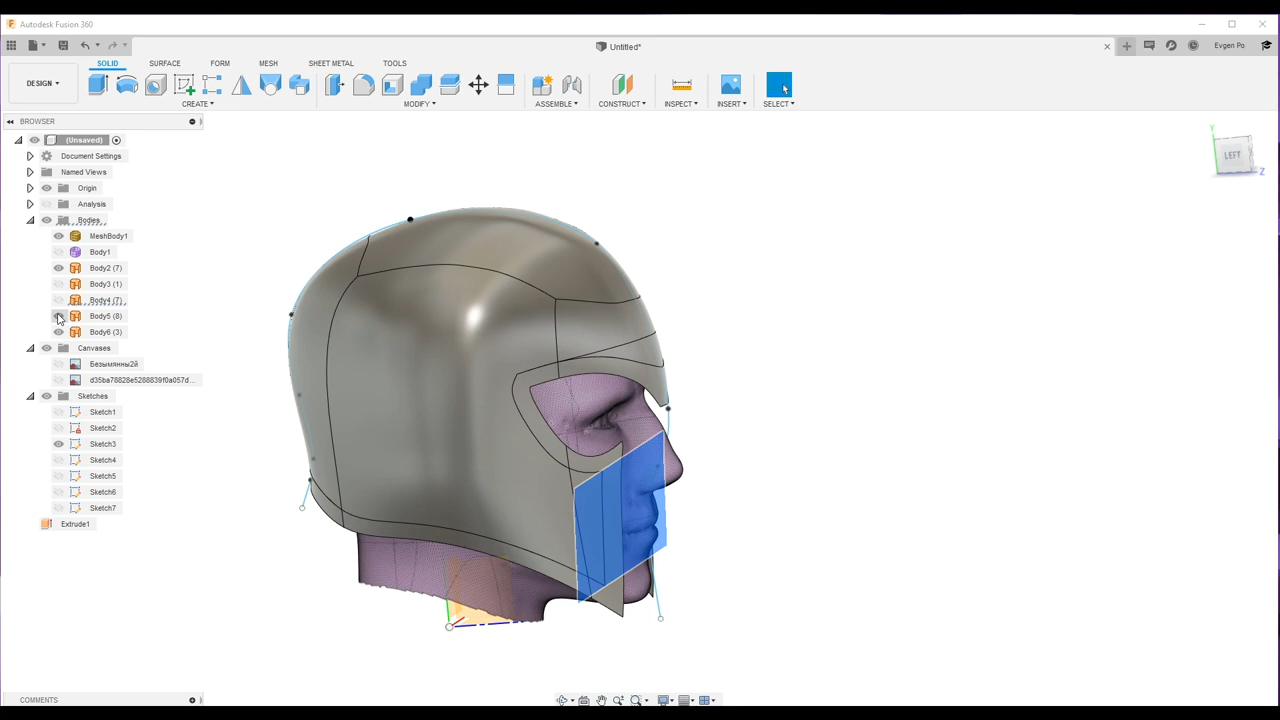 Autodesk Fusion 360
Untitled*
Evgen Po
DESIGN
SOLID SURFACE FORM MESH SHEET METAL TOOLS
CREATE MODIFY ASSEMBLE CONSTRUCT INSPECT INSERT SELECT
BROWSER
(Unsaved)
Document Settings
Named Views
Origin
Analysis
Bodies
MeshBody1
Body1
Body2 (7)
Body3 (1)
Body4 (7)
Body5 (8)
Body6 (3)
Canvases
Безымянны2й
d35ba78828e5288839f0a057d...
Sketches
Sketch1
Sketch2
Sketch3
Sketch4
Sketch5
Sketch6
Sketch7
Extrude1
Y
LEFT
Z
COMMENTS